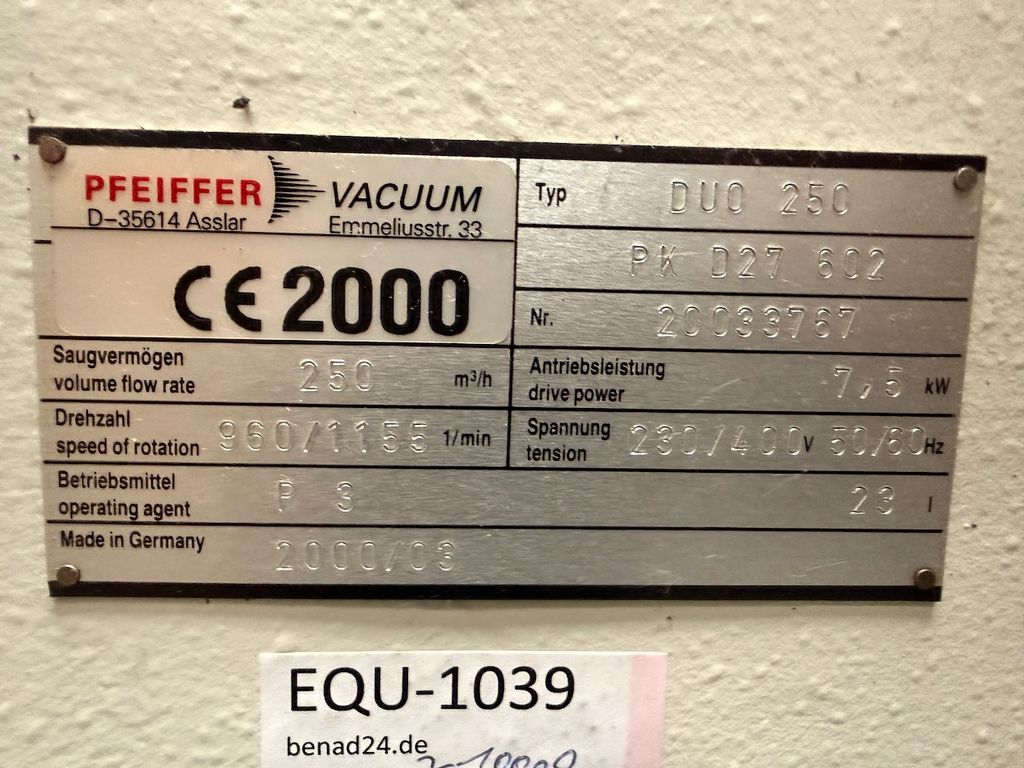 PFEIFFER VACUUM
D-35614 Asslar Emmeliusstr. 33
CE 2000
Typ DUO 250
PK D27 602
Nr. 20033767
Saugvermögen
volume flow rate 250 m³/h
Antriebsleistung
drive power 7,5 kW
Drehzahl
speed of rotation 960/1155 1/min
Spannung
tension 230/400 V 50/60 Hz
Betriebsmittel
operating agent P 3 23 l
Made in Germany 2000/03
EQU-1039
benad24.de